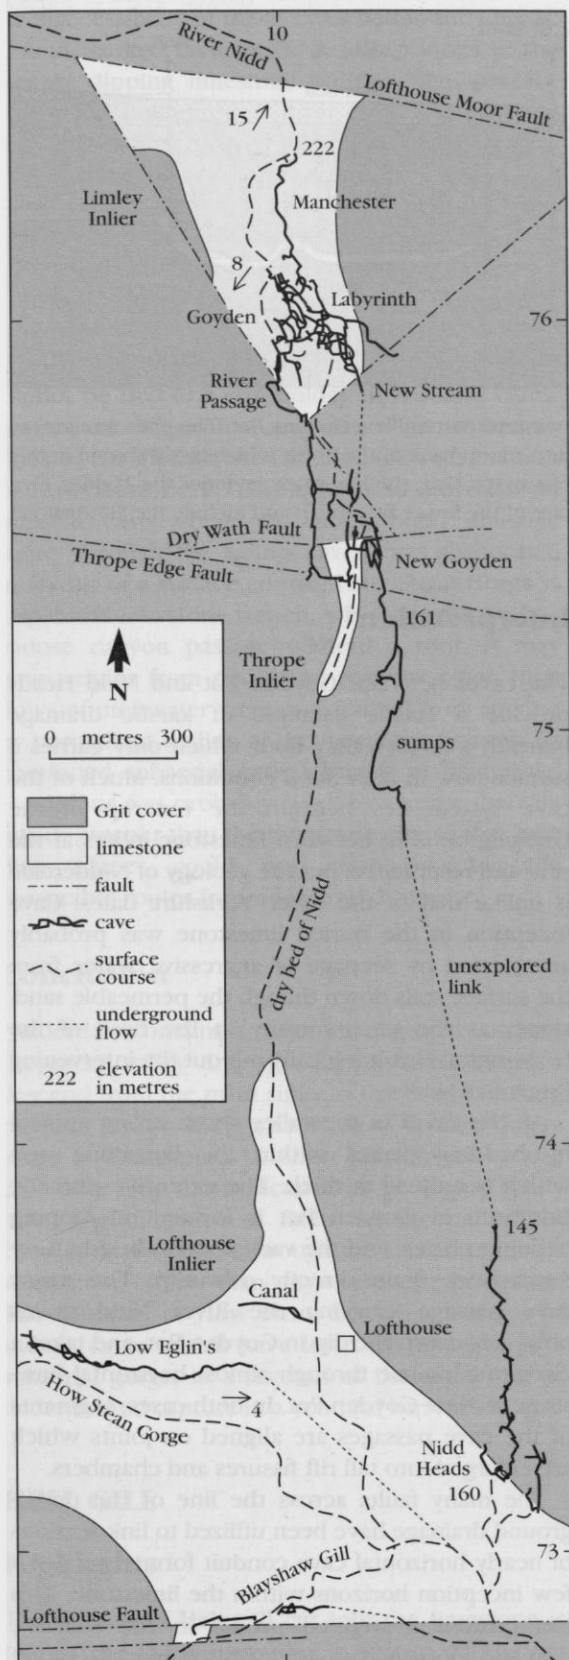 10
River Nidd
Lofthouse Moor Fault
15
222
Limley
Inlier
Manchester
8
Labyrinth
Goyden
76
River
Passage
New Stream
Dry Wath Fault
Thrope Edge Fault
New Goyden
161
N
Thrope
Inlier
0 metres 300
75
sumps
Grit cover
limestone
fault
cave
surface
course
underground
flow
222 elevation
in metres
dry bed of Nidd
unexplored
link
74
145
Lofthouse
Inlier
Canal
Lofthouse
Low Eglin's
How Stean Gorge
4
Nidd
Heads
160
73
Blayshaw Gill
Lofthouse Fault